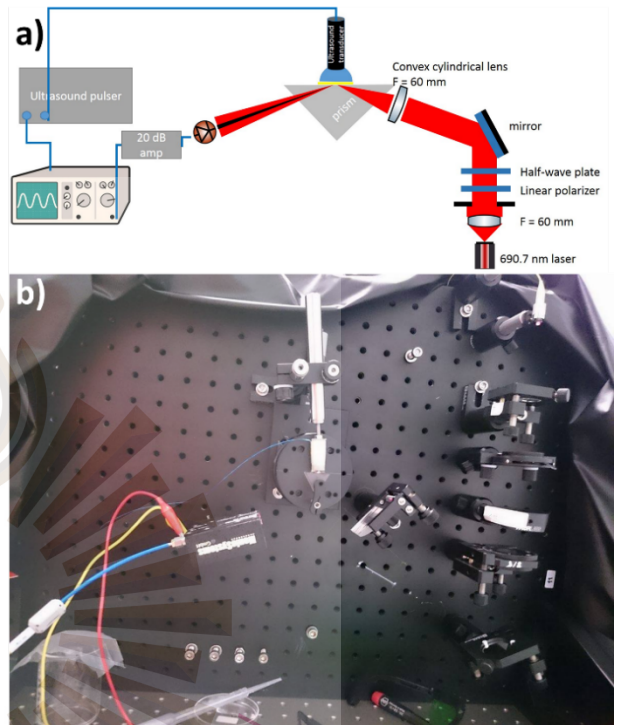 a)
Ultrasound
transducer
Convex cylindrical lens
F = 60 mm
Ultrasound pulser
prism
20 dB
amp
mirror
Half-wave plate
Linear polarizer
F = 60 mm
690.7 nm laser
b)